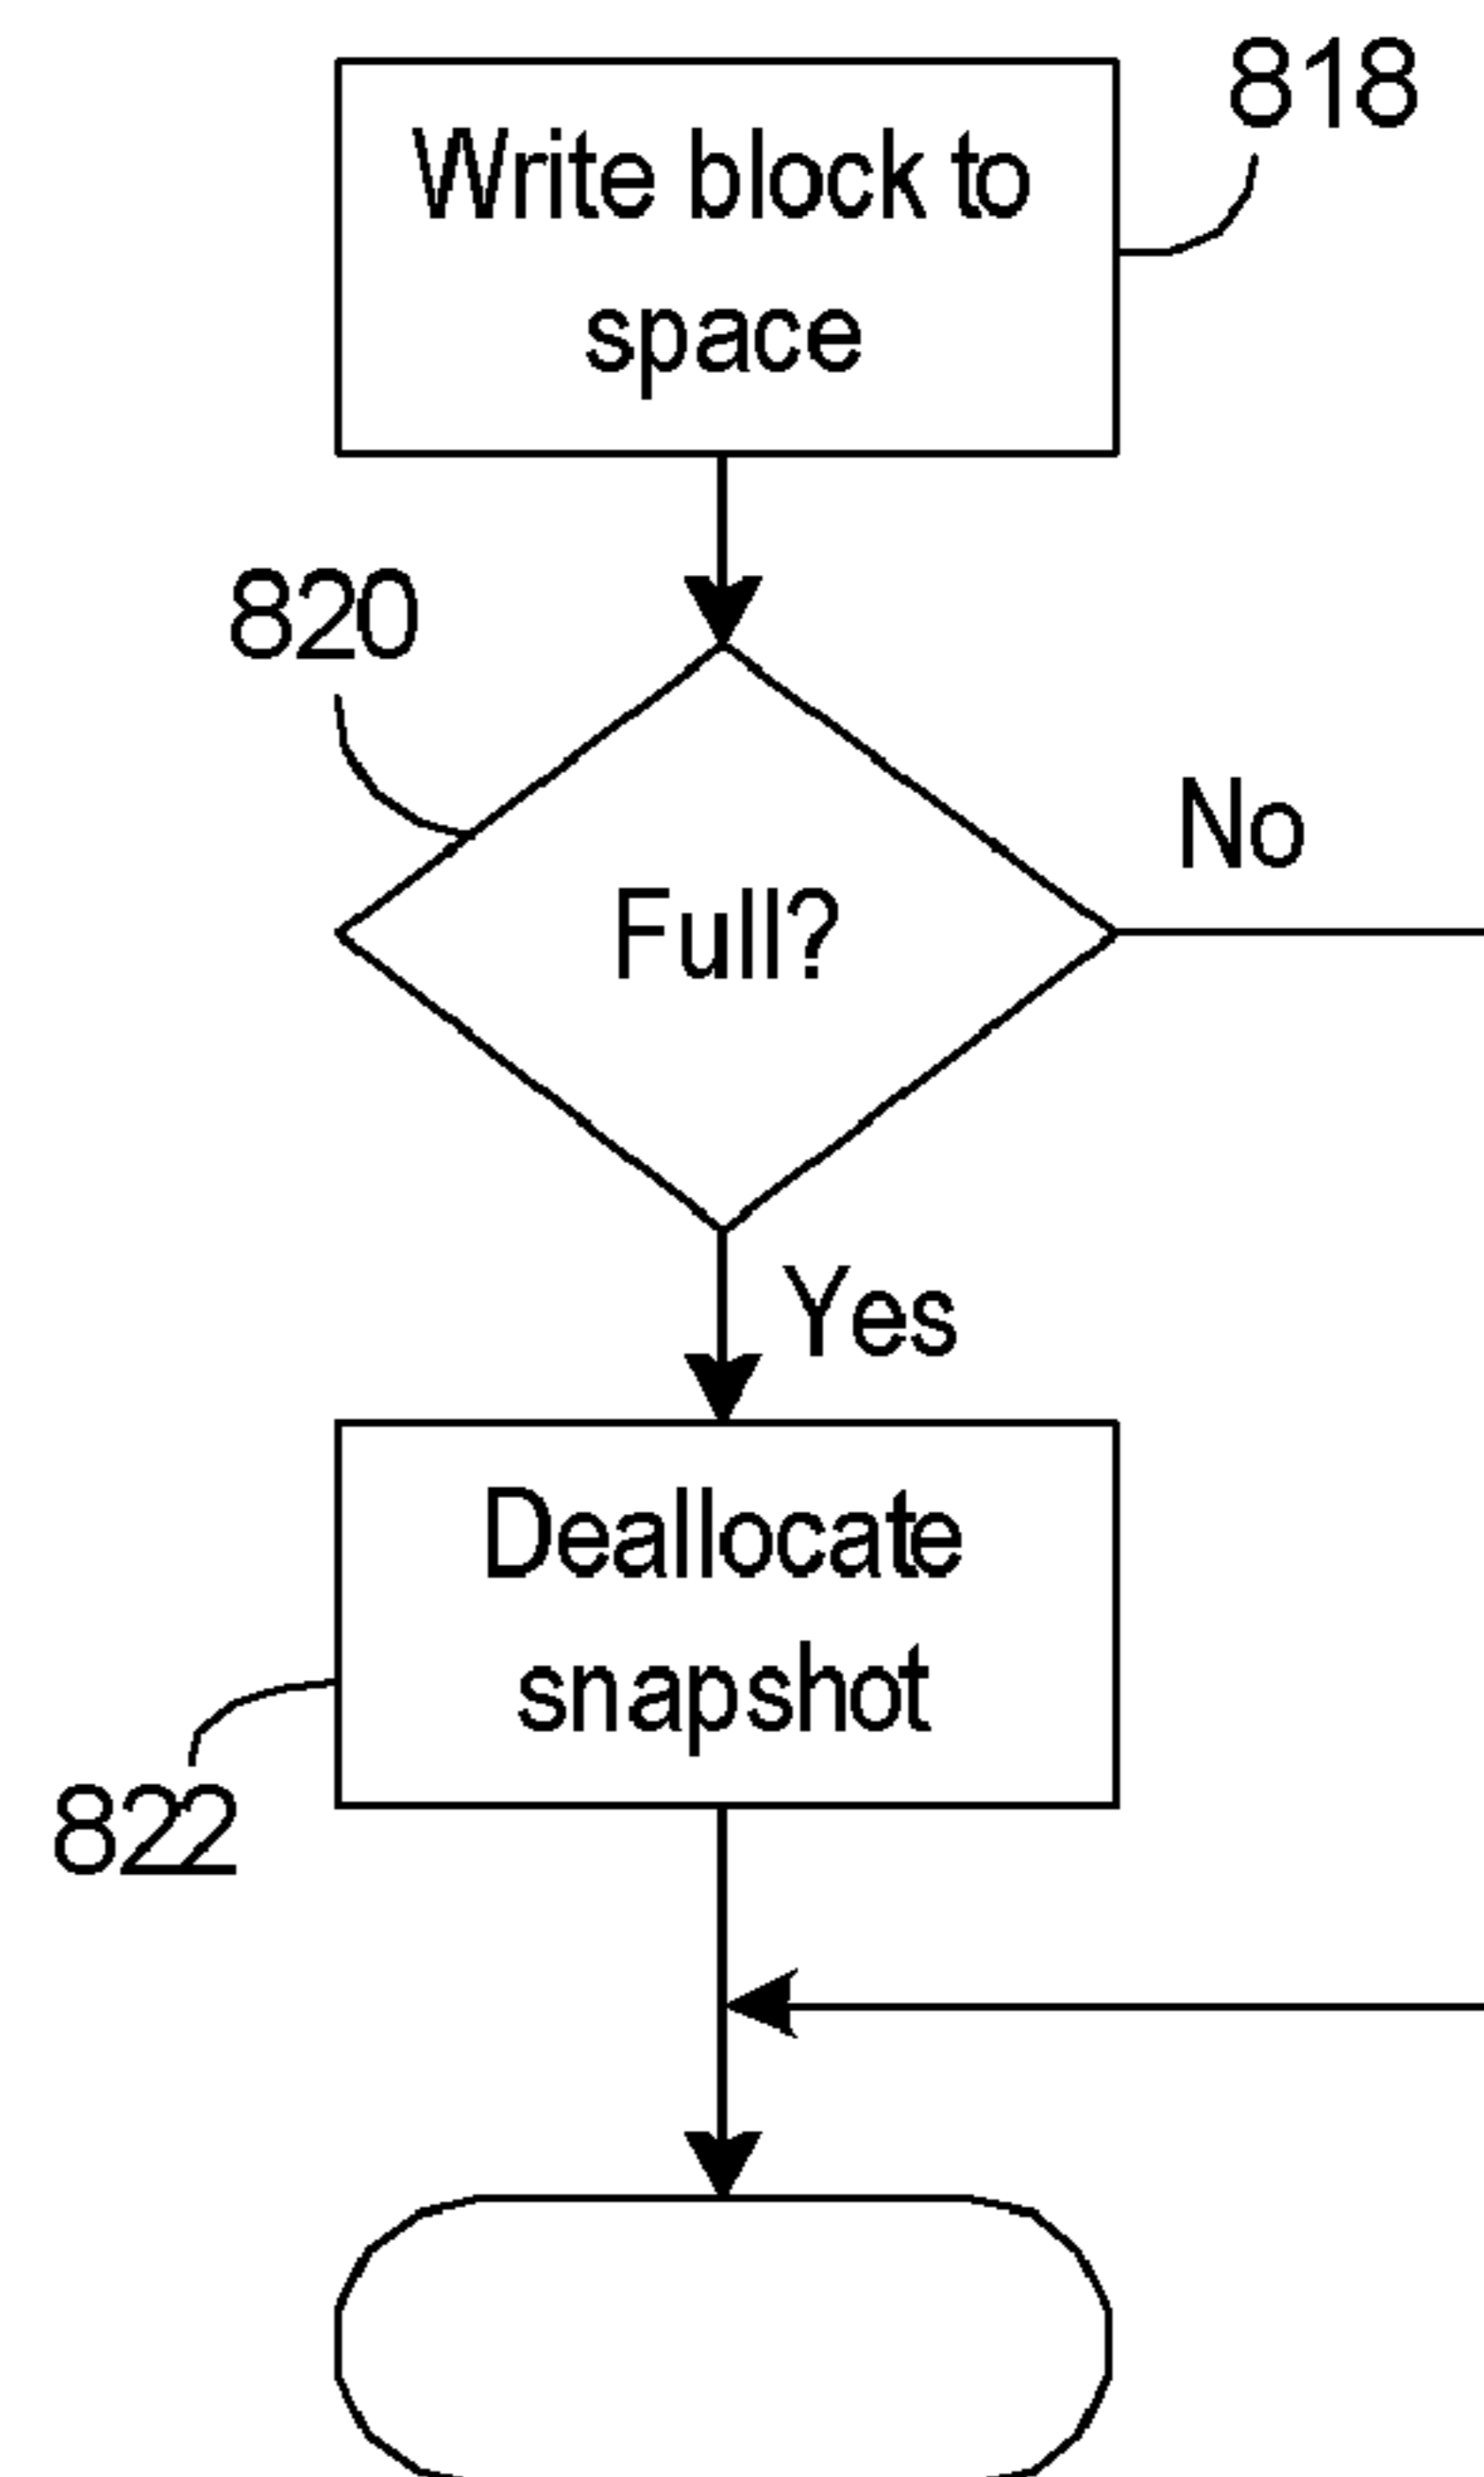 818
Write block to
space
820
No
Full?
Yes
Deallocate
snapshot
822